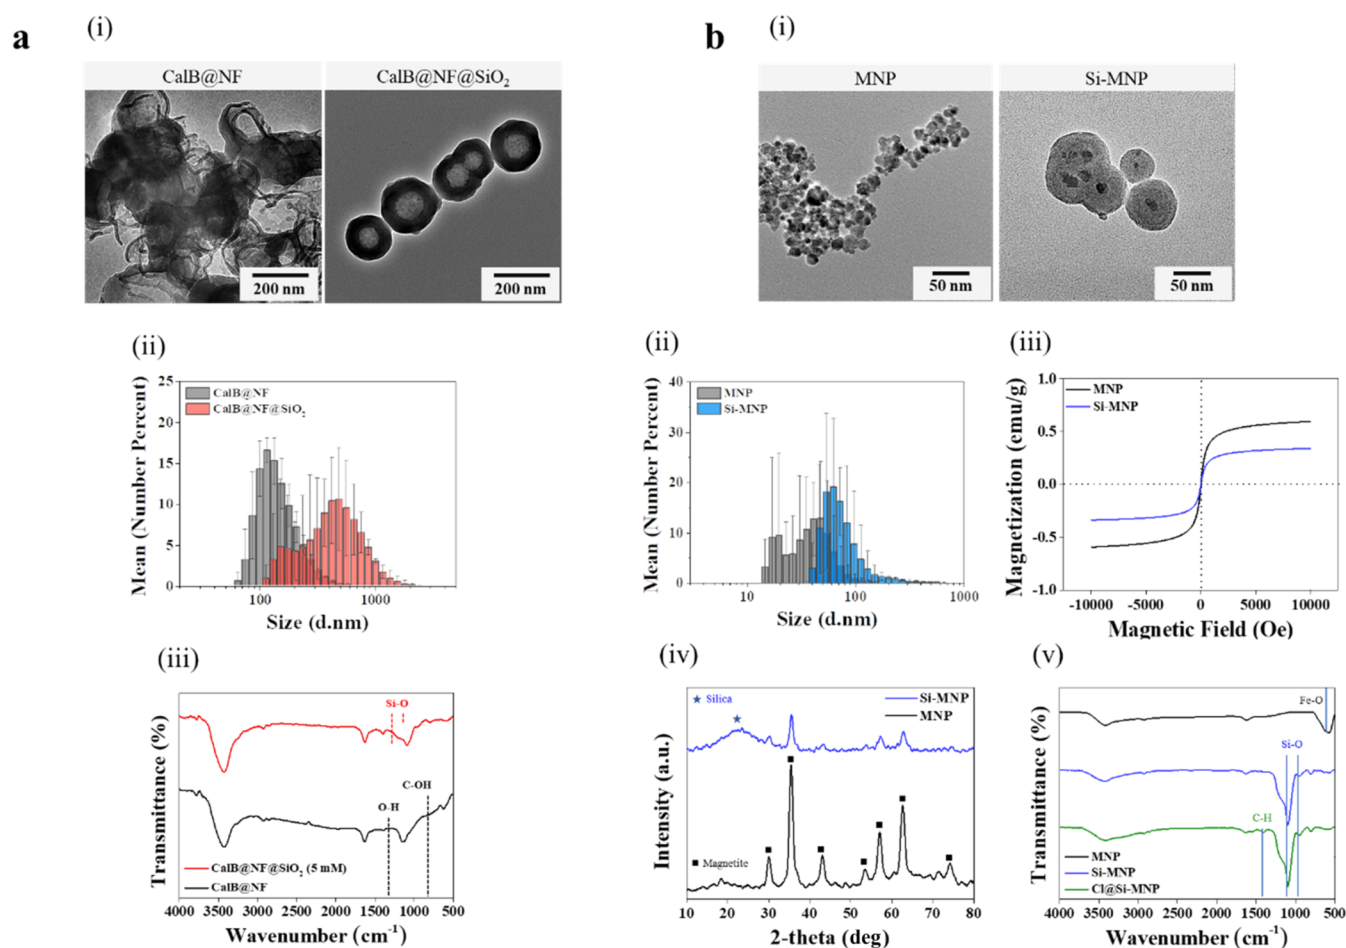 a
(i)
CalB@NF
CalB@NF@SiO₂
200 nm
200 nm
(ii)
Mean (Number Percent)
25
20
15
10
5
0
CalB@NF
CalB@NF@SiO₂
100
1000
Size (d.nm)
(iii)
Transmittance (%)
Si-O
C-OH
O-H
CalB@NF@SiO₂ (5 mM)
CalB@NF
4000 3500 3000 2500 2000 1500 1000 500
Wavenumber (cm⁻¹)
b
(i)
MNP
Si-MNP
50 nm
50 nm
(ii)
Mean (Number Percent)
40
30
20
10
0
MNP
Si-MNP
10
100
1000
Size (d.nm)
(iii)
Magnetization (emu/g)
1.0
0.5
0.0
-0.5
-1.0
MNP
Si-MNP
-10000 -5000 0 5000 10000
Magnetic Field (Oe)
(iv)
Intensity (a.u.)
★ Silica
Si-MNP
MNP
■ Magnetite
10 20 30 40 50 60 70 80
2-theta (deg)
(v)
Transmittance (%)
Fe-O
Si-O
C-H
MNP
Si-MNP
Cl@Si-MNP
4000 3500 3000 2500 2000 1500 1000 500
Wavenumber (cm⁻¹)